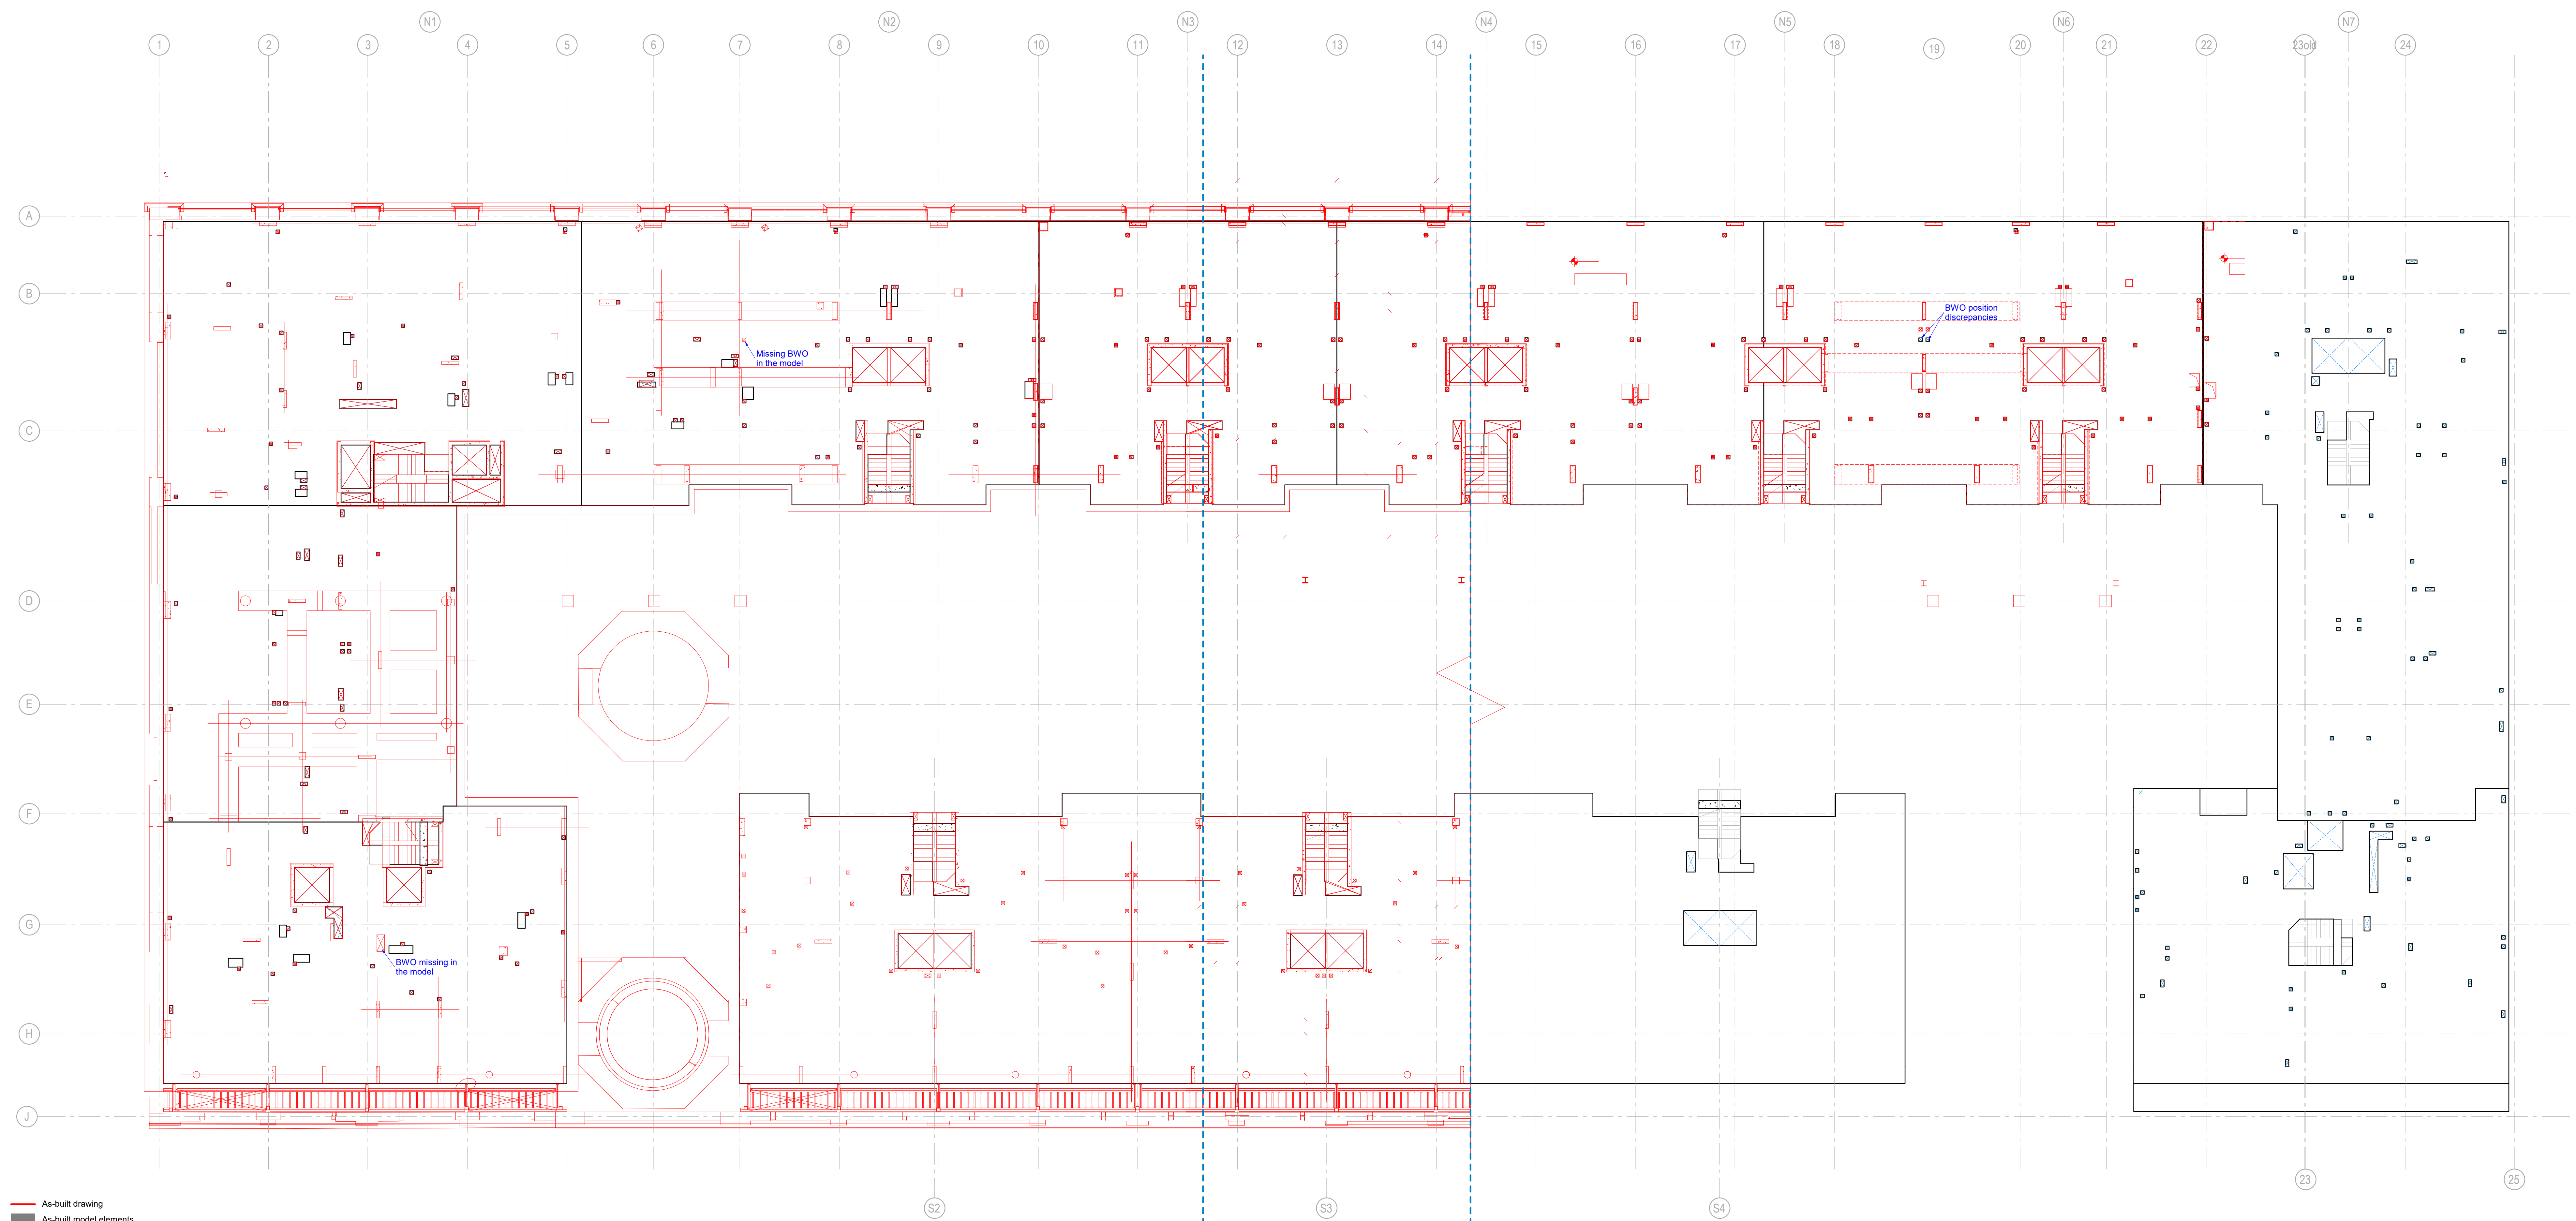 N1 N2 N3 N4 N5 N6 N7
1 2 3 4 5 6 7 8 9 10 11 12 13 14 15 16 17 18 19 20 21 22 23old 24
A
B
BWO position
discrepancies
Missing BWO
in the model
C
D
E
F
G
BWO missing in
the model
H
J
23 25
As-built drawing
S2 S3 S4
As-built model elements